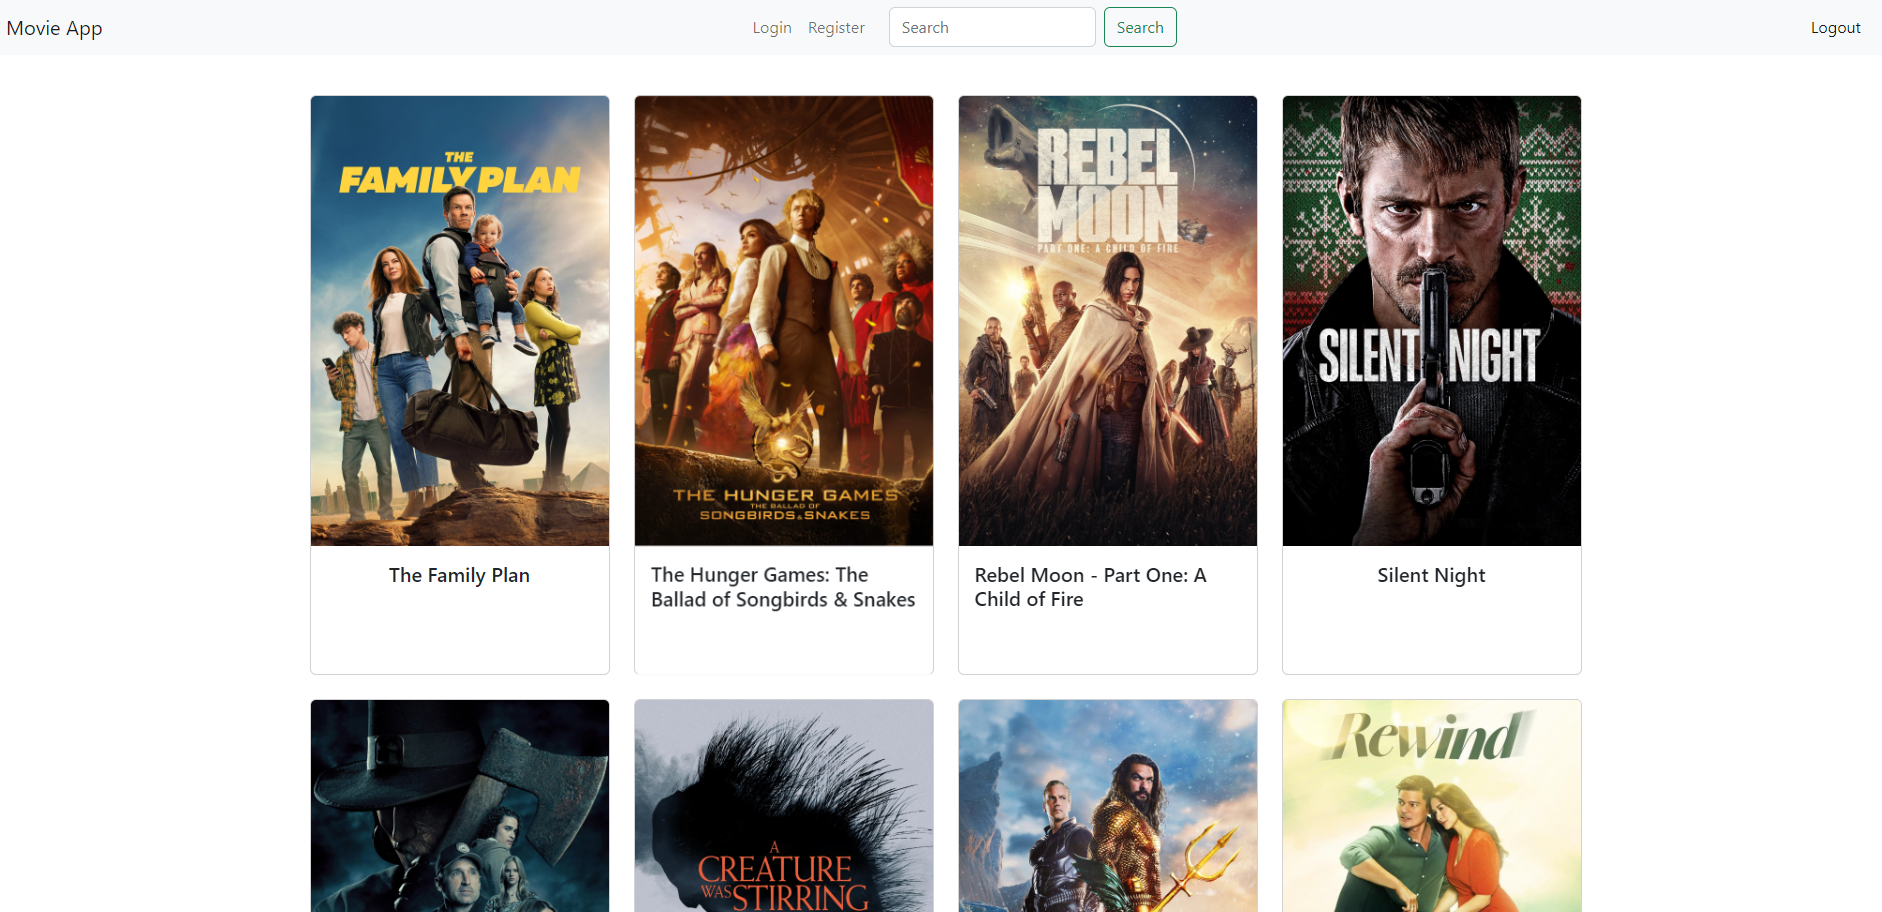 Movie App
Login
Register
Search
Search
Logout
THE
FAMILY PLAN
THE HUNGER GAMES
THE BALLAD OF
SONGBIRDS & SNAKES
REBEL
MOON
PART ONE: A CHILD OF FIRE
SILENT NIGHT
The Family Plan
The Hunger Games: The
Ballad of Songbirds & Snakes
Rebel Moon - Part One: A
Child of Fire
Silent Night
A
CREATURE
WAS STIRRING
Rewind